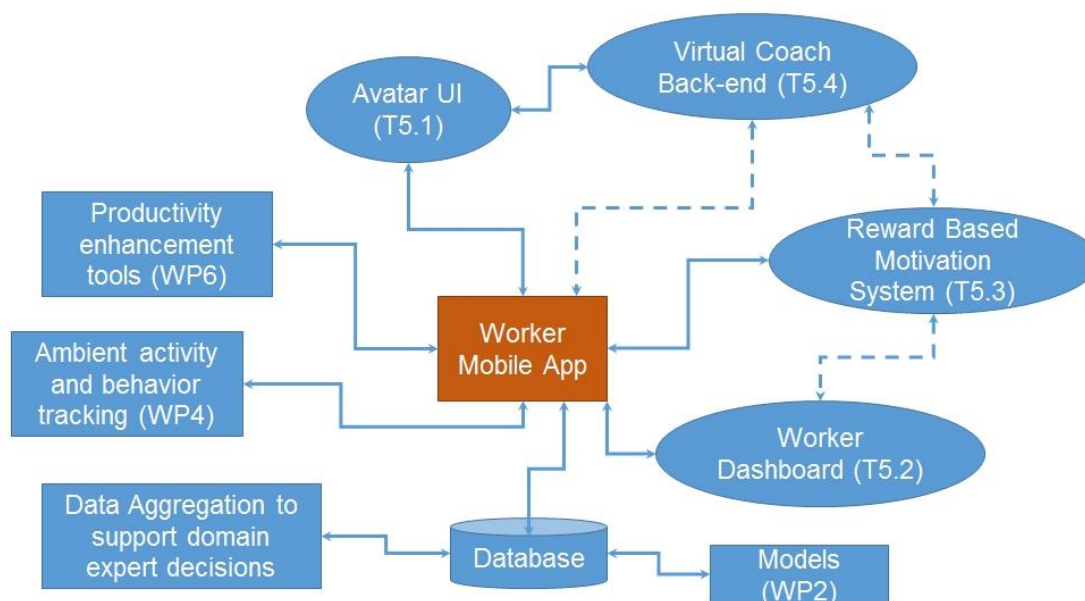 Virtual Coach
Back-end (T5.4)
Avatar UI
(T5.1)
Productivity
enhancement
tools (WP6)
Reward Based
Motivation
System (T5.3)
Worker
Mobile App
Ambient activity
and behavior
tracking (WP4)
Worker
Dashboard (T5.2)
Data Aggregation to
support domain
expert decisions
Database
Models
(WP2)